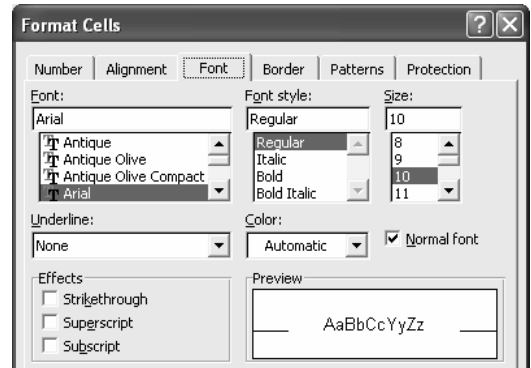 Format Cells
Number Alignment Font Border Patterns Protection
Font: Font style: Size:
Arial Regular 10
Antique Regular 8
Antique Olive Italic 9
Antique Olive Compact Bold 10
Arial Bold Italic 11
Underline: Color:
None Automatic Normal font
Effects Preview
Strikethrough
Superscript AaBbCcYyZz
Subscript